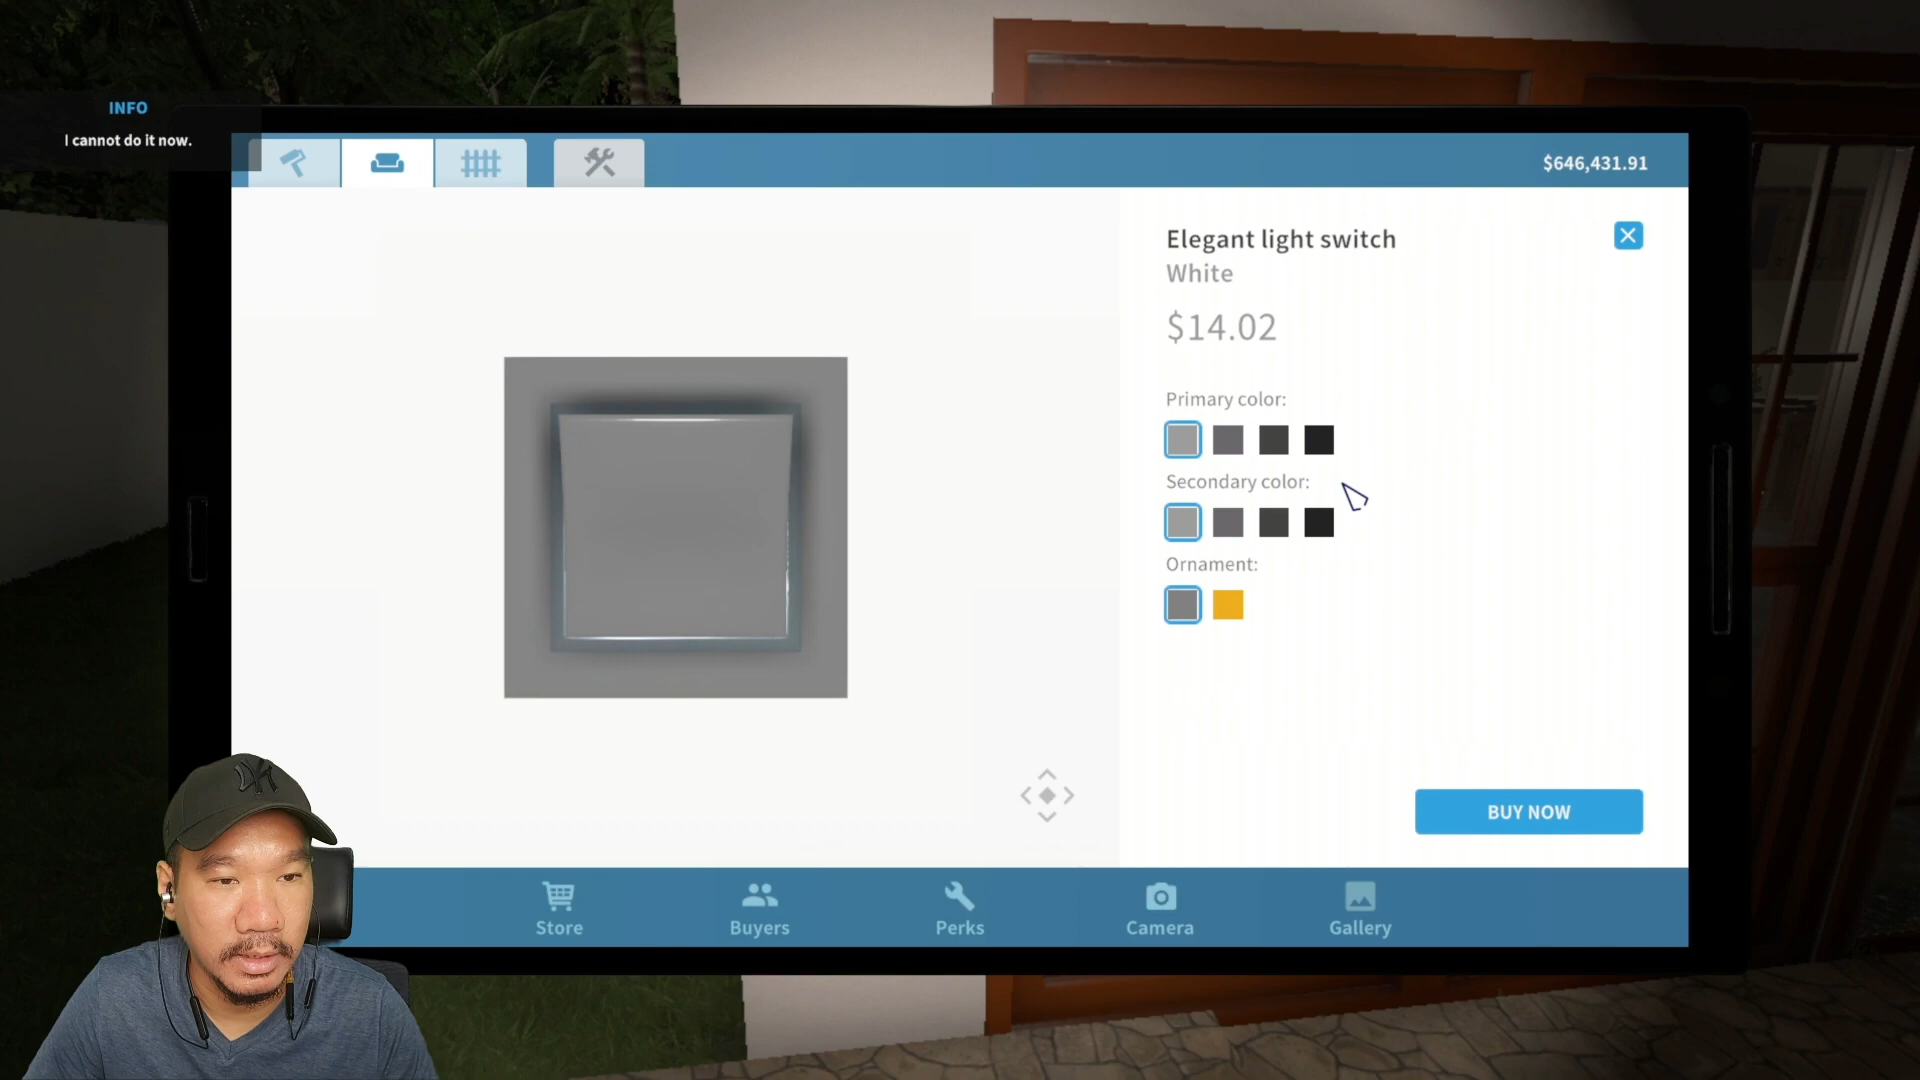 INFO
I cannot do it now.
$646,431.91
Elegant light switch
White
$14.02
Primary color:
Secondary color:
Ornament:
BUY NOW
Store
Buyers
Perks
Camera
Gallery